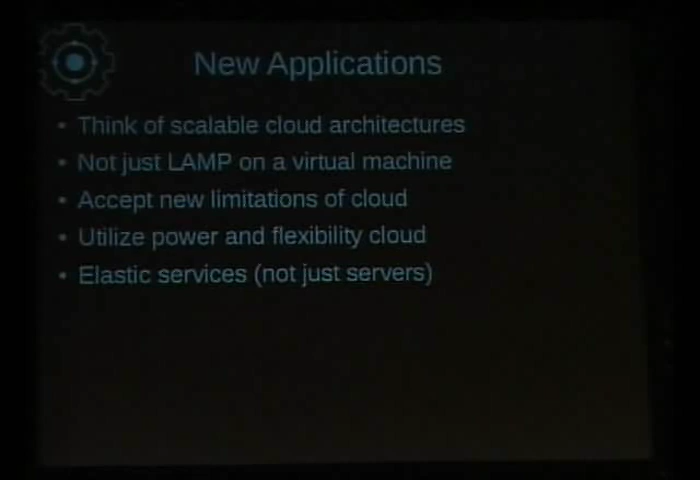 New Applications
• Think of scalable cloud architectures
• Not just LAMP on a virtual machine
• Accept new limitations of cloud
• Utilize power and flexibility cloud
• Elastic services (not just servers)